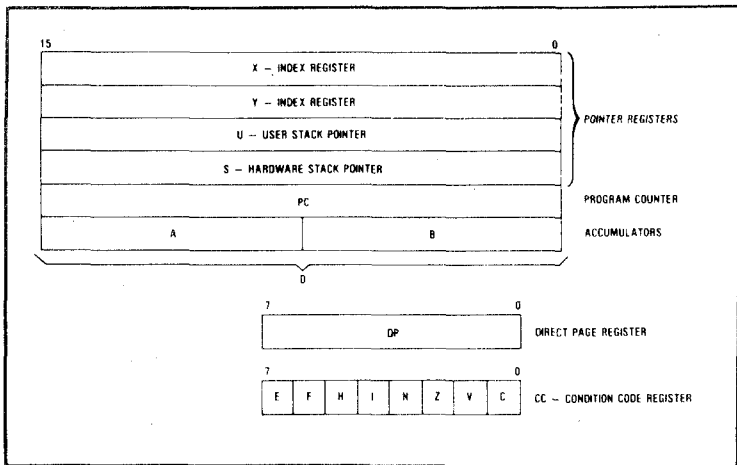 15 0
X – INDEX REGISTER
Y – INDEX REGISTER
U – USER STACK POINTER
S – HARDWARE STACK POINTER
POINTER REGISTERS
PC
PROGRAM COUNTER
A B
ACCUMULATORS
D
7 0
DP
DIRECT PAGE REGISTER
7 0
E F H I N Z V C
CC – CONDITION CODE REGISTER